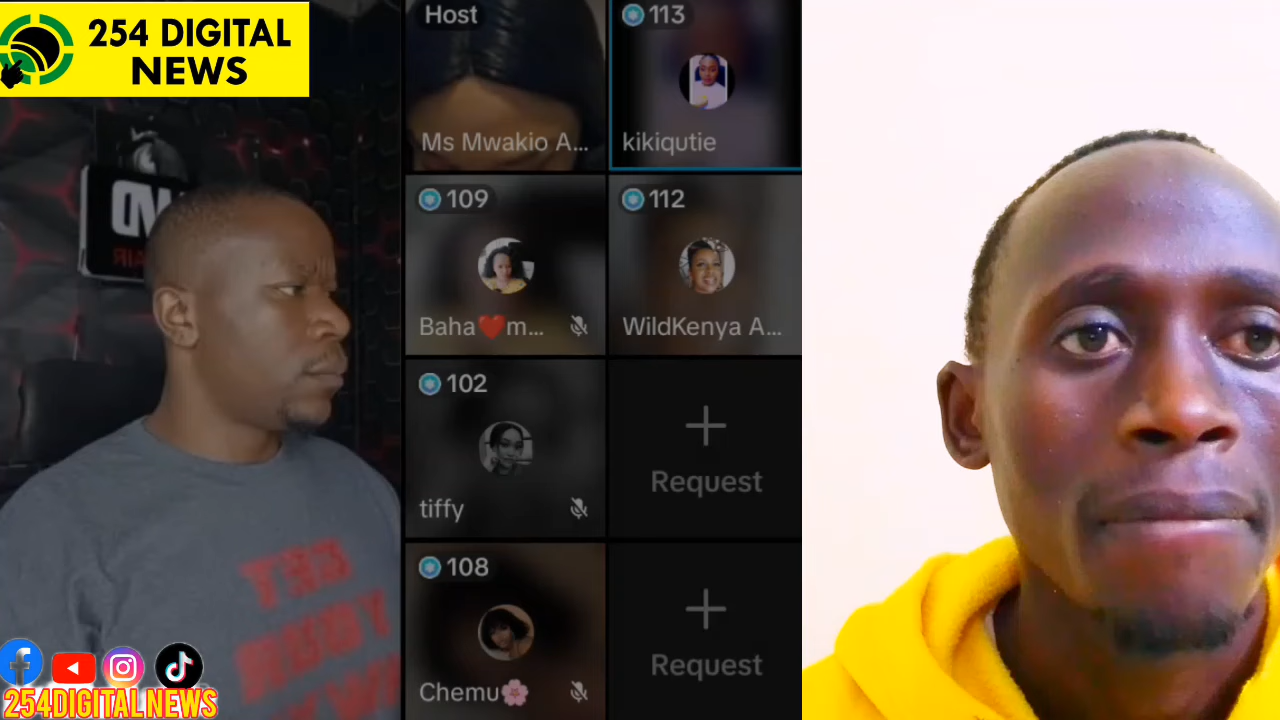 254 DIGITAL
NEWS
Host
113
Ms Mwakio A...
kikiqutie
109
112
Baha❤️m...
WildKenya A...
102
tiffy
Request
108
Chemu🌸
Request
254DIGITALNEWS